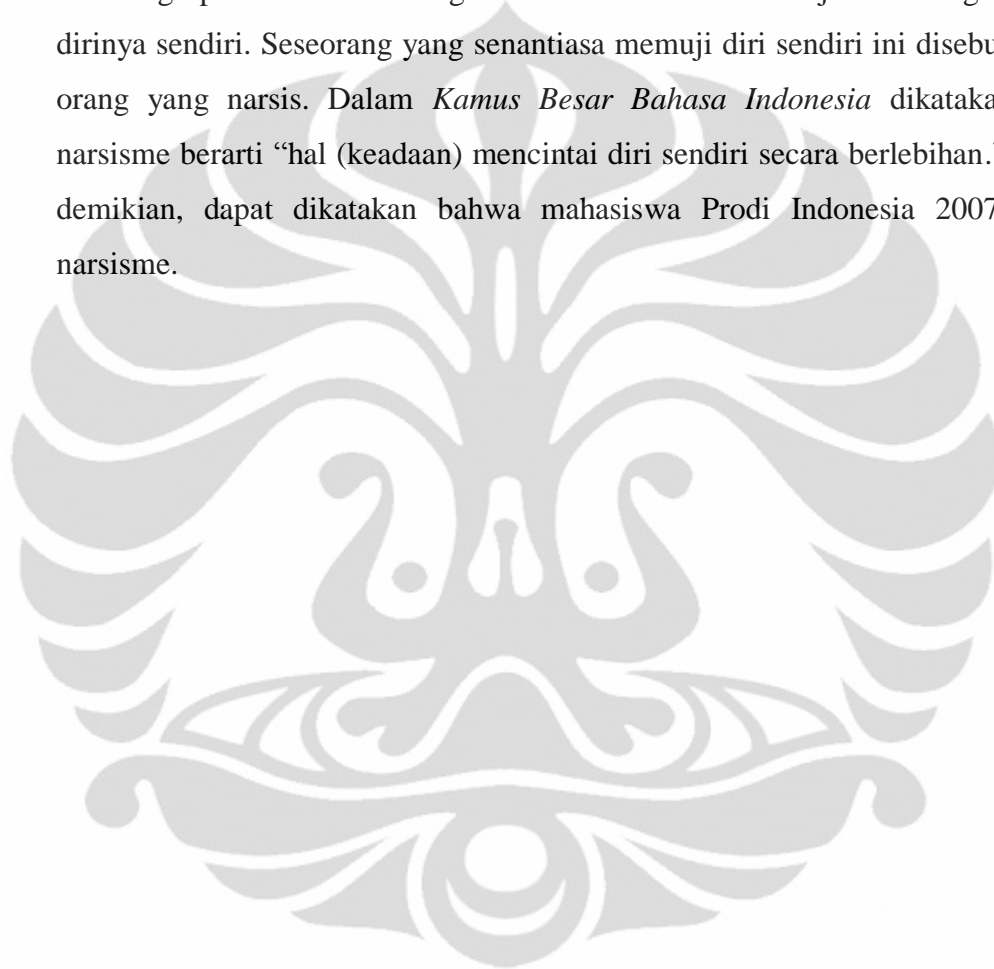 dirinya sendiri. Seseorang yang senantiasa memuji diri sendiri ini disebu
orang yang narsis. Dalam Kamus Besar Bahasa Indonesia dikataka
narsisme berarti “hal (keadaan) mencintai diri sendiri secara berlebihan.
demikian, dapat dikatakan bahwa mahasiswa Prodi Indonesia 2007
narsisme.